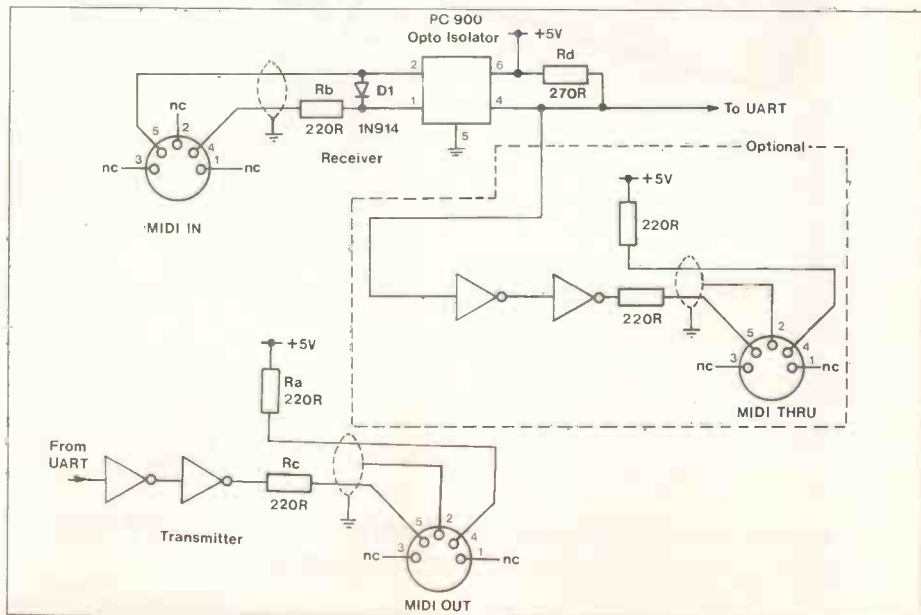 PC 900
Opto Isolator
+5V
Rd
270R
2
6
1
4
5
D1
1N914
Rb
220R
Receiver
To UART
nc
5
2
4
3
1
nc
nc
MIDI IN
Optional
+5V
220R
220R
5
2
4
3
1
nc
nc
MIDI THRU
+5V
Ra
220R
From
UART
Rc
220R
Transmitter
5
2
4
3
1
nc
nc
MIDI OUT